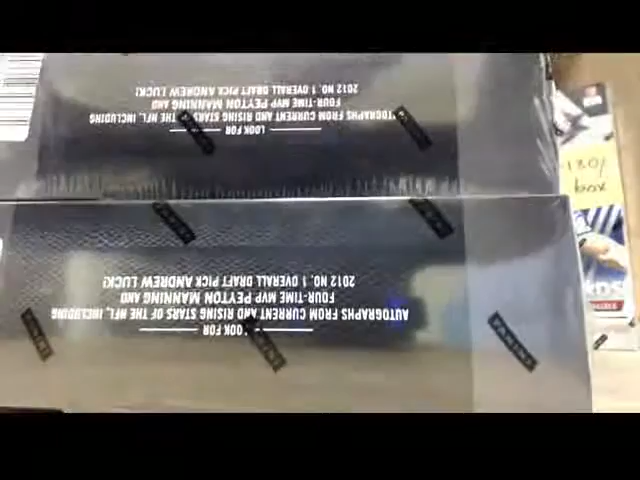 LOOK FOR
AUTOGRAPHS FROM CURRENT AND RISING STARS OF THE NFL, INCLUDING
FOUR-TIME MVP PEYTON MANNING AND
2012 NO. 1 OVERALL DRAFT PICK ANDREW LUCK!
LOOK FOR
AUTOGRAPHS FROM CURRENT AND RISING STARS OF THE NFL, INCLUDING
FOUR-TIME MVP PEYTON MANNING AND
2012 NO. 1 OVERALL DRAFT PICK ANDREW LUCK!
PANINI
PANINI
130/
box